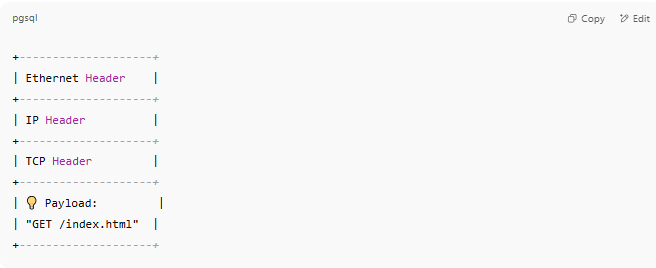 pgsql
Copy
Edit
+-------------------+
| Ethernet Header    |
+-------------------+
| IP Header          |
+-------------------+
| TCP Header         |
+-------------------+
| 💡 Payload:         |
| "GET /index.html"  |
+-------------------+